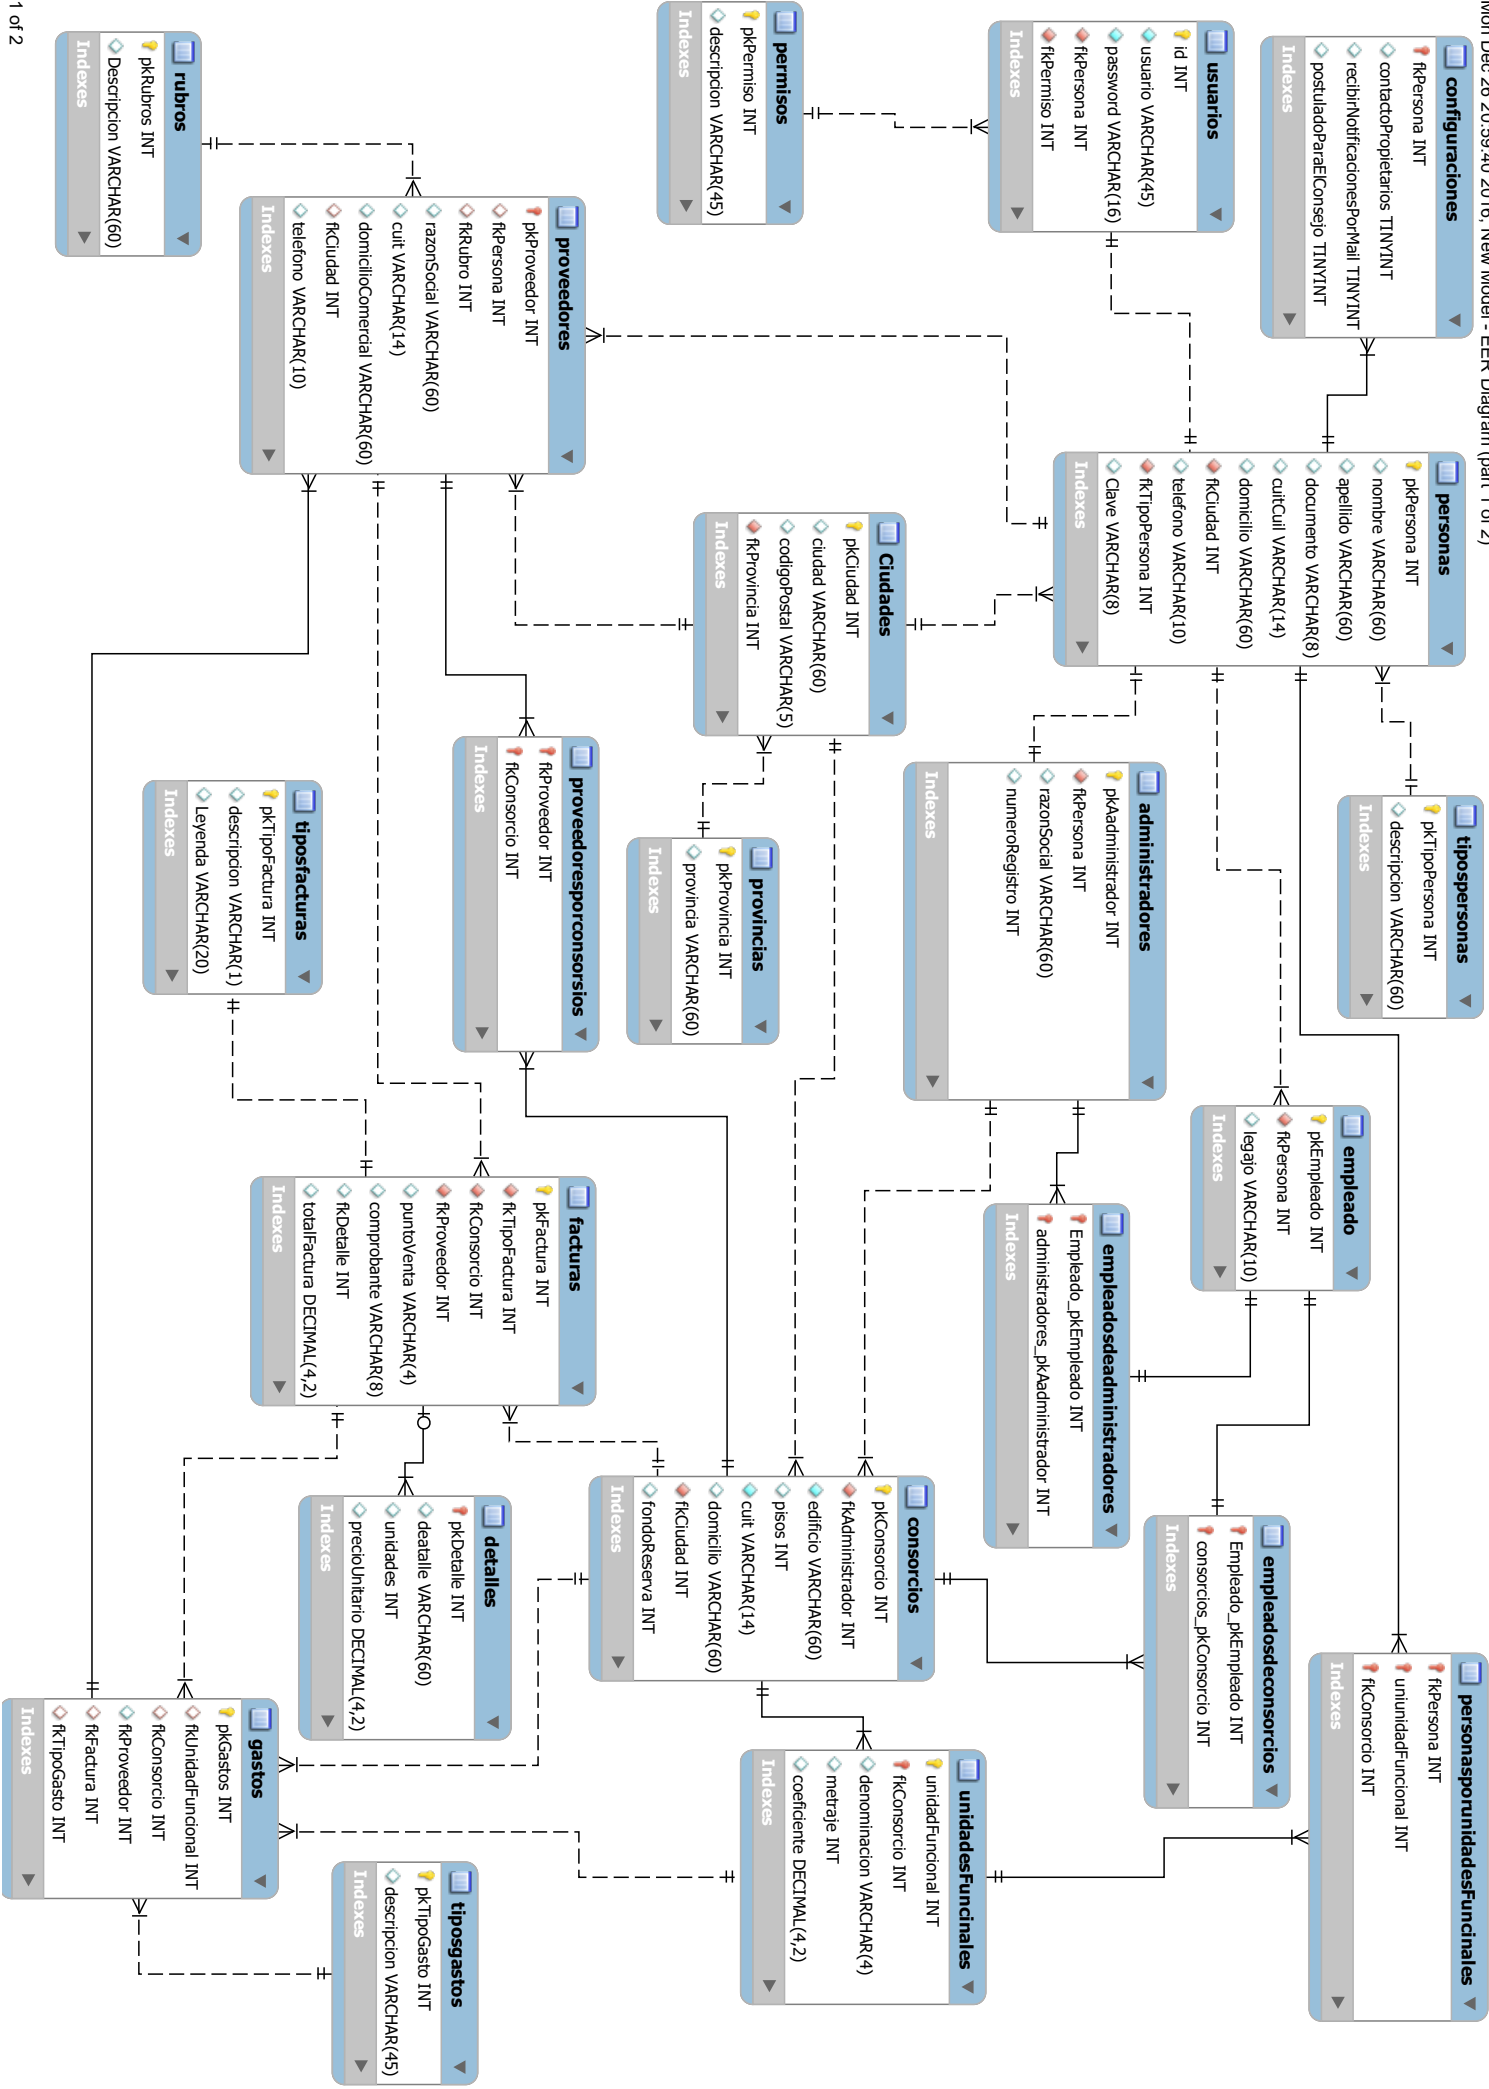 Mon Dec 26 20:59:40 2016, New Model - EER Diagram (part 1 of 2)
configuraciones
fkPersona INT
contactoPropietarios TINYINT
recibirNotificacionesPorMail TINYINT
postuladoParaElConsejo TINYINT
Indexes
personas
pkPersona INT
nombre VARCHAR(60)
apellido VARCHAR(60)
documento VARCHAR(8)
cuitCuil VARCHAR(14)
domicilio VARCHAR(60)
fkCiudad INT
telefono VARCHAR(10)
fkTipoPersona INT
Clave VARCHAR(8)
Indexes
tipospersonas
pkTipoPersona INT
descripcion VARCHAR(60)
Indexes
personasporunidadesFuncinales
fkPersona INT
uniunidadFuncional INT
fkConsorcio INT
Indexes
usuarios
id INT
usuario VARCHAR(45)
password VARCHAR(16)
fkPersona INT
fkPermiso INT
Indexes
empleado
pkEmpleado INT
fkPersona INT
legajo VARCHAR(10)
Indexes
empleadosdeconsorcios
Empleado_pkEmpleado INT
consorcios_pkConsorcio INT
Indexes
administradores
pkAadministrador INT
fkPersona INT
razonSocial VARCHAR(60)
numeroRegistro INT
Indexes
empleadosdeadministradores
Empleado_pkEmpleado INT
administradores_pkAadministrador INT
Indexes
permisos
pkPermiso INT
descripcion VARCHAR(45)
Indexes
Ciudades
pkCiudad INT
ciudad VARCHAR(60)
codigoPostal VARCHAR(5)
fkProvincia INT
Indexes
provincias
pkProvincia INT
provincia VARCHAR(60)
Indexes
consorcios
pkConsorcio INT
fkAdministrador INT
edificio VARCHAR(60)
pisos INT
cuit VARCHAR(14)
domicilio VARCHAR(60)
fkCiudad INT
fondoReserva INT
Indexes
unidadesFuncinales
unidadFuncional INT
fkConsorcio INT
denominacion VARCHAR(4)
metraje INT
coeficiente DECIMAL(4,2)
Indexes
proveedores
pkProveedor INT
fkPersona INT
fkRubro INT
razonSocial VARCHAR(60)
cuit VARCHAR(14)
domicilioComercial VARCHAR(60)
fkCiudad INT
telefono VARCHAR(10)
Indexes
proveedoresporconsorsios
fkProveedor INT
fkConsorcio INT
Indexes
facturas
pkFactura INT
fkTipoFactura INT
fkConsorcio INT
fkProveedor INT
puntoVenta VARCHAR(4)
comprobante VARCHAR(8)
fkDetalle INT
totalFactura DECIMAL(4,2)
Indexes
detalles
pkDetalle INT
deatalle VARCHAR(60)
unidades INT
precioUnitario DECIMAL(4,2)
Indexes
tiposgastos
pkTipoGasto INT
descripcion VARCHAR(45)
Indexes
rubros
pkRubros INT
Descripcion VARCHAR(60)
Indexes
tiposfacturas
pkTipoFactura INT
descripcion VARCHAR(1)
Leyenda VARCHAR(20)
Indexes
gastos
pkGastos INT
fkUnidadFuncional INT
fkConsorcio INT
fkProveedor INT
fkFactura INT
fkTipoGasto INT
Indexes
1 of 2